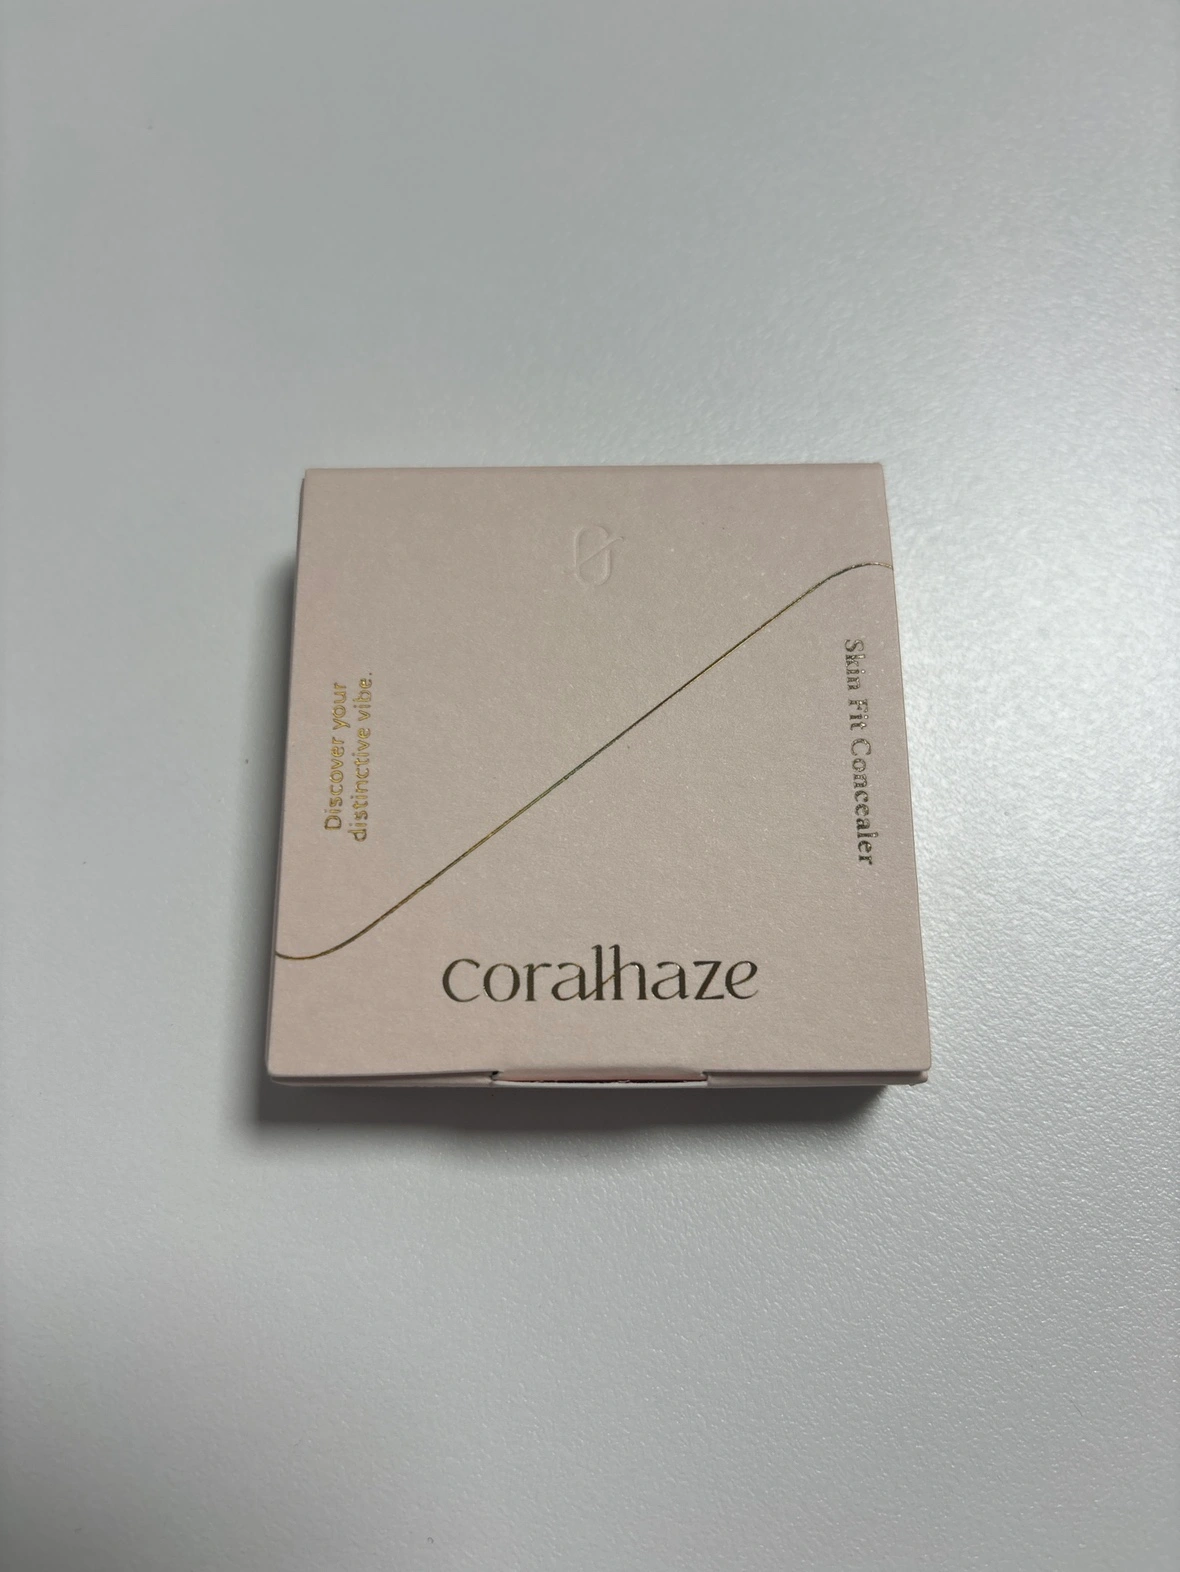 Discover your
distinctive vibe.
Skin Fit Concealer
coralhaze